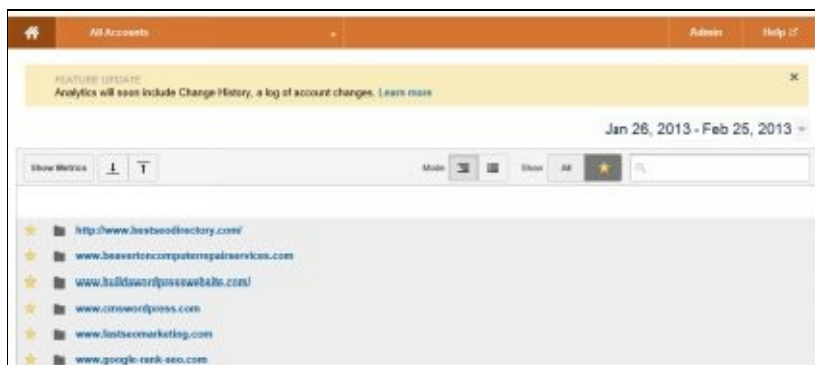 All Accounts Admin Help
FEATURE UPDATE
Analytics will soon include Change History, a log of account changes. Learn more
Jan 26, 2013 - Feb 25, 2013
Show Metrics Mode Show All
http://www.bestseodirectory.com/
www.beavertoncomputerrepairservices.com
www.buildawordpresswebsite.com/
www.cmswordpress.com
www.fastseomarketing.com
www.google-rank-seo.com